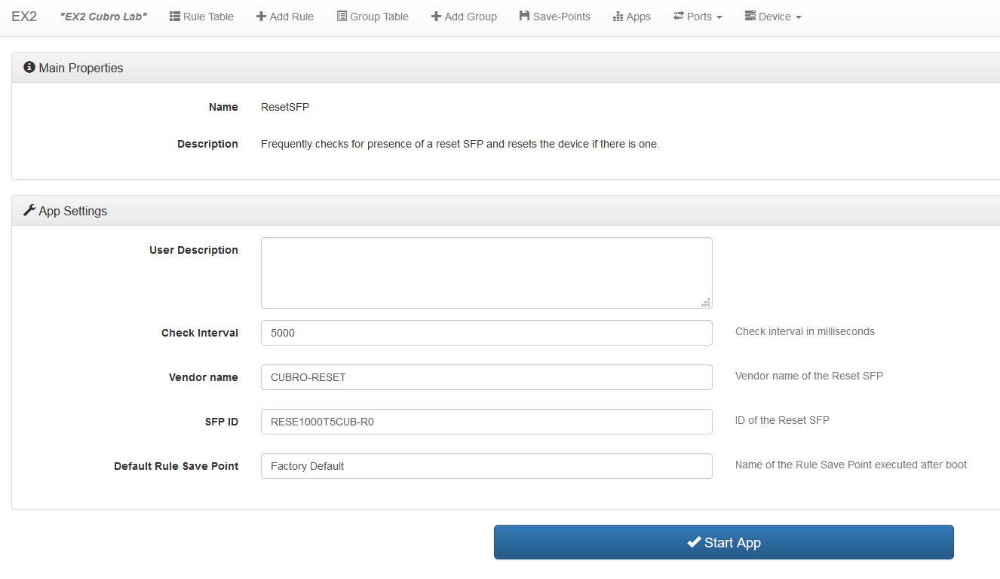 EX2 "EX2 Cubro Lab" Rule Table Add Rule Group Table Add Group Save-Points Apps Ports Device
Main Properties
Name ResetSFP
Description Frequently checks for presence of a reset SFP and resets the device if there is one.
App Settings
User Description
Check Interval 5000 Check interval in milliseconds
Vendor name CUBRO-RESET Vendor name of the Reset SFP
SFP ID RESE1000T5CUB-R0 ID of the Reset SFP
Default Rule Save Point Factory Default Name of the Rule Save Point executed after boot
Start App